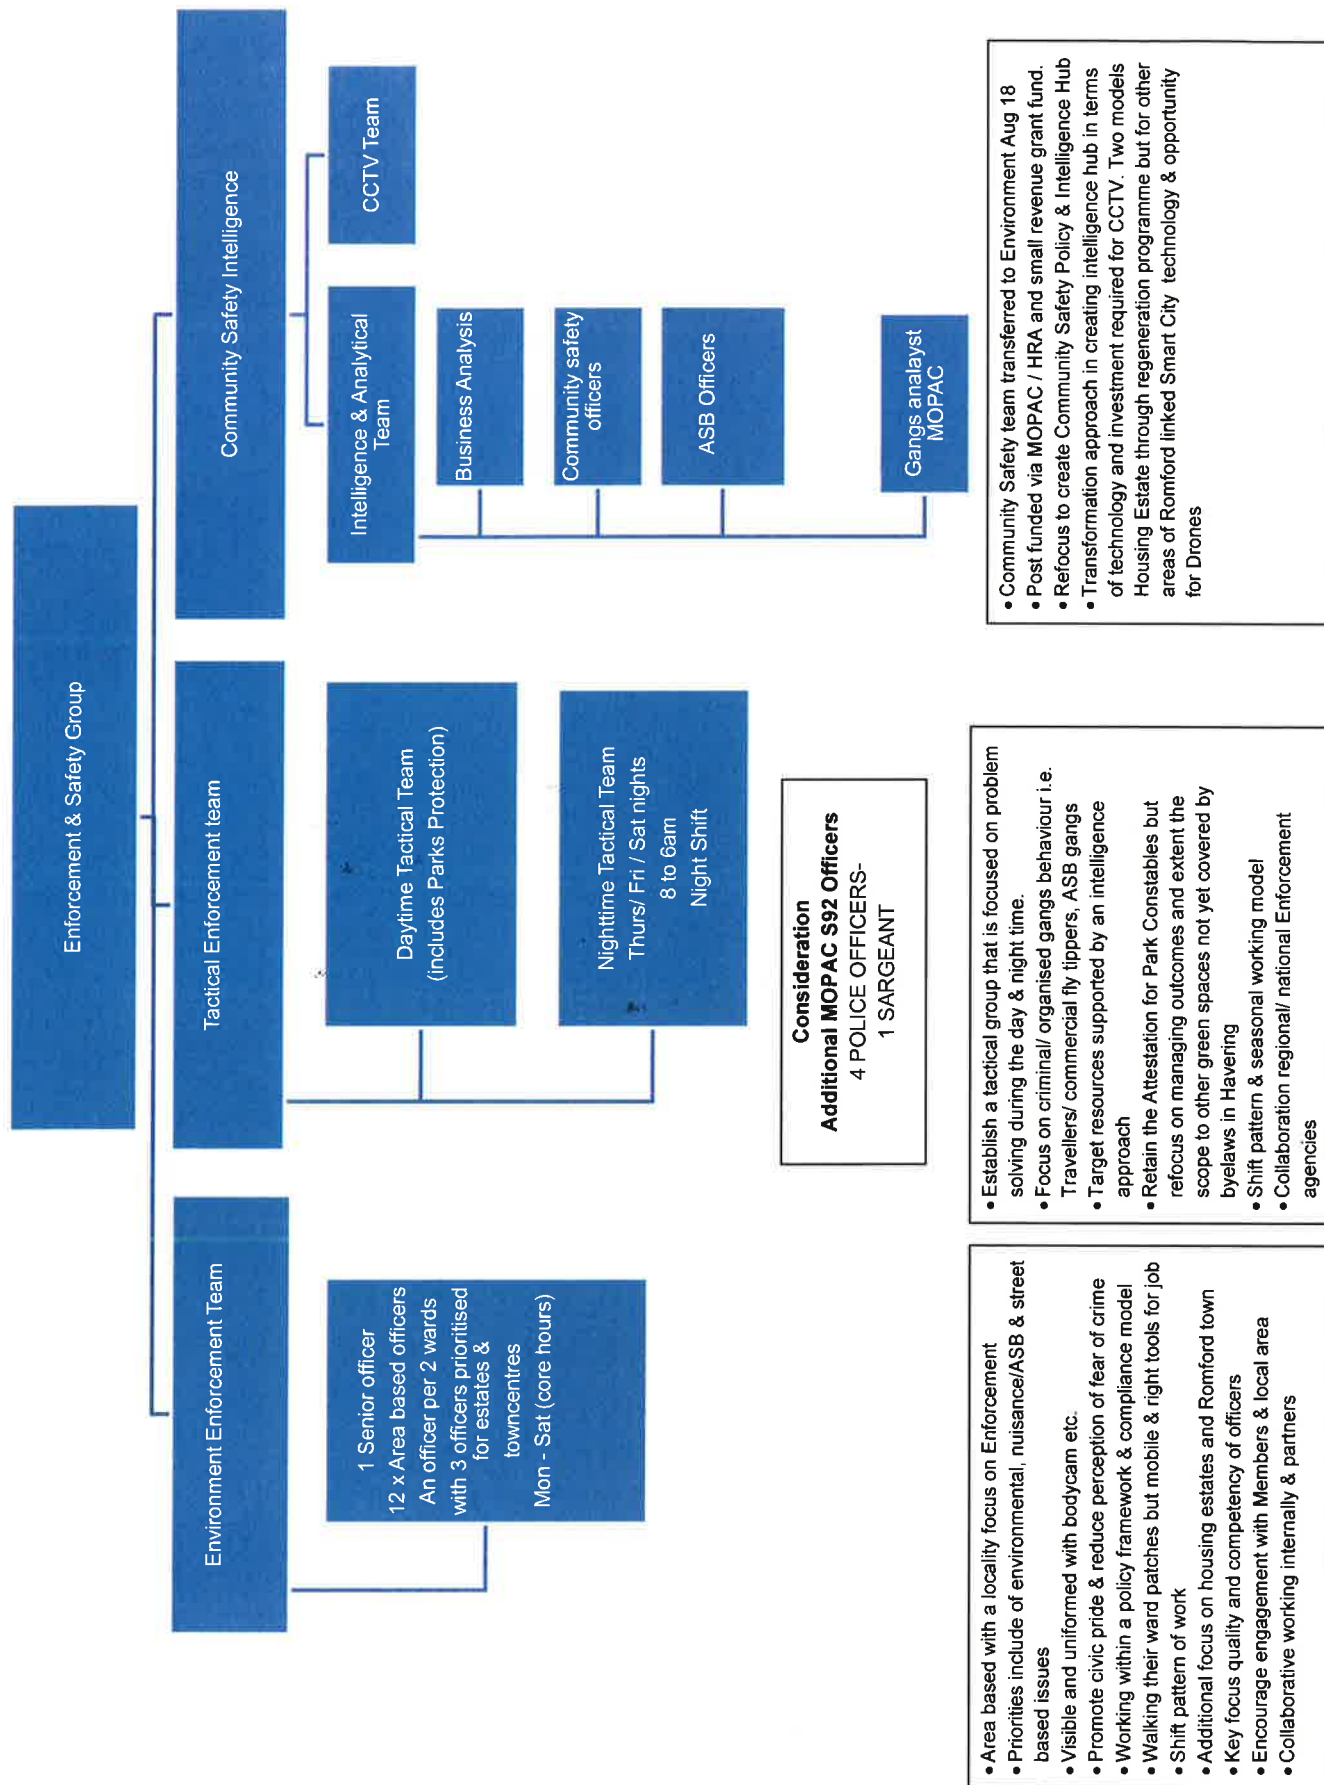 Enforcement & Safety Group
Environment Enforcement Team
Tactical Enforcement team
Community Safety Intelligence
1 Senior officer
12 x Area based officers
An officer per 2 wards
with 3 officers prioritised
for estates &
towncentres
Mon - Sat (core hours)
Daytime Tactical Team
(includes Parks Protection)
Nighttime Tactical Team
Thurs/ Fri / Sat nights
8 to 6am
Night Shift
Intelligence & Analytical
Team
CCTV Team
Business Analysis
Community safety
officers
ASB Officers
Gangs analayst
MOPAC
Consideration
Additional MOPAC S92 Officers
4 POLICE OFFICERS-
1 SARGEANT
• Area based with a locality focus on Enforcement
• Priorities include of environmental, nuisance/ASB & street
based issues
• Visible and uniformed with bodycam etc.
• Promote civic pride & reduce perception of fear of crime
• Working within a policy framework & compliance model
• Walking their ward patches but mobile & right tools for job
• Shift pattern of work
• Additional focus on housing estates and Romford town
• Key focus quality and competency of officers
• Encourage engagement with Members & local area
• Collaborative working internally & partners
• Establish a tactical group that is focused on problem
solving during the day & night time.
• Focus on criminal/ organised gangs behaviour i.e.
Travellers/ commercial fly tippers, ASB gangs
• Target resources supported by an intelligence
approach
• Retain the Attestation for Park Constables but
refocus on managing outcomes and extent the
scope to other green spaces not yet covered by
byelaws in Havering
• Shift pattern & seasonal working model
• Collaboration regional/ national Enforcement
agencies
• Community Safety team transferred to Environment Aug 18
• Post funded via MOPAC / HRA and small revenue grant fund.
• Refocus to create Community Safety Policy & Intelligence Hub
• Transformation approach in creating intelligence hub in terms
of technology and investment required for CCTV. Two models
Housing Estate through regeneration programme but for other
areas of Romford linked Smart City technology & opportunity
for Drones